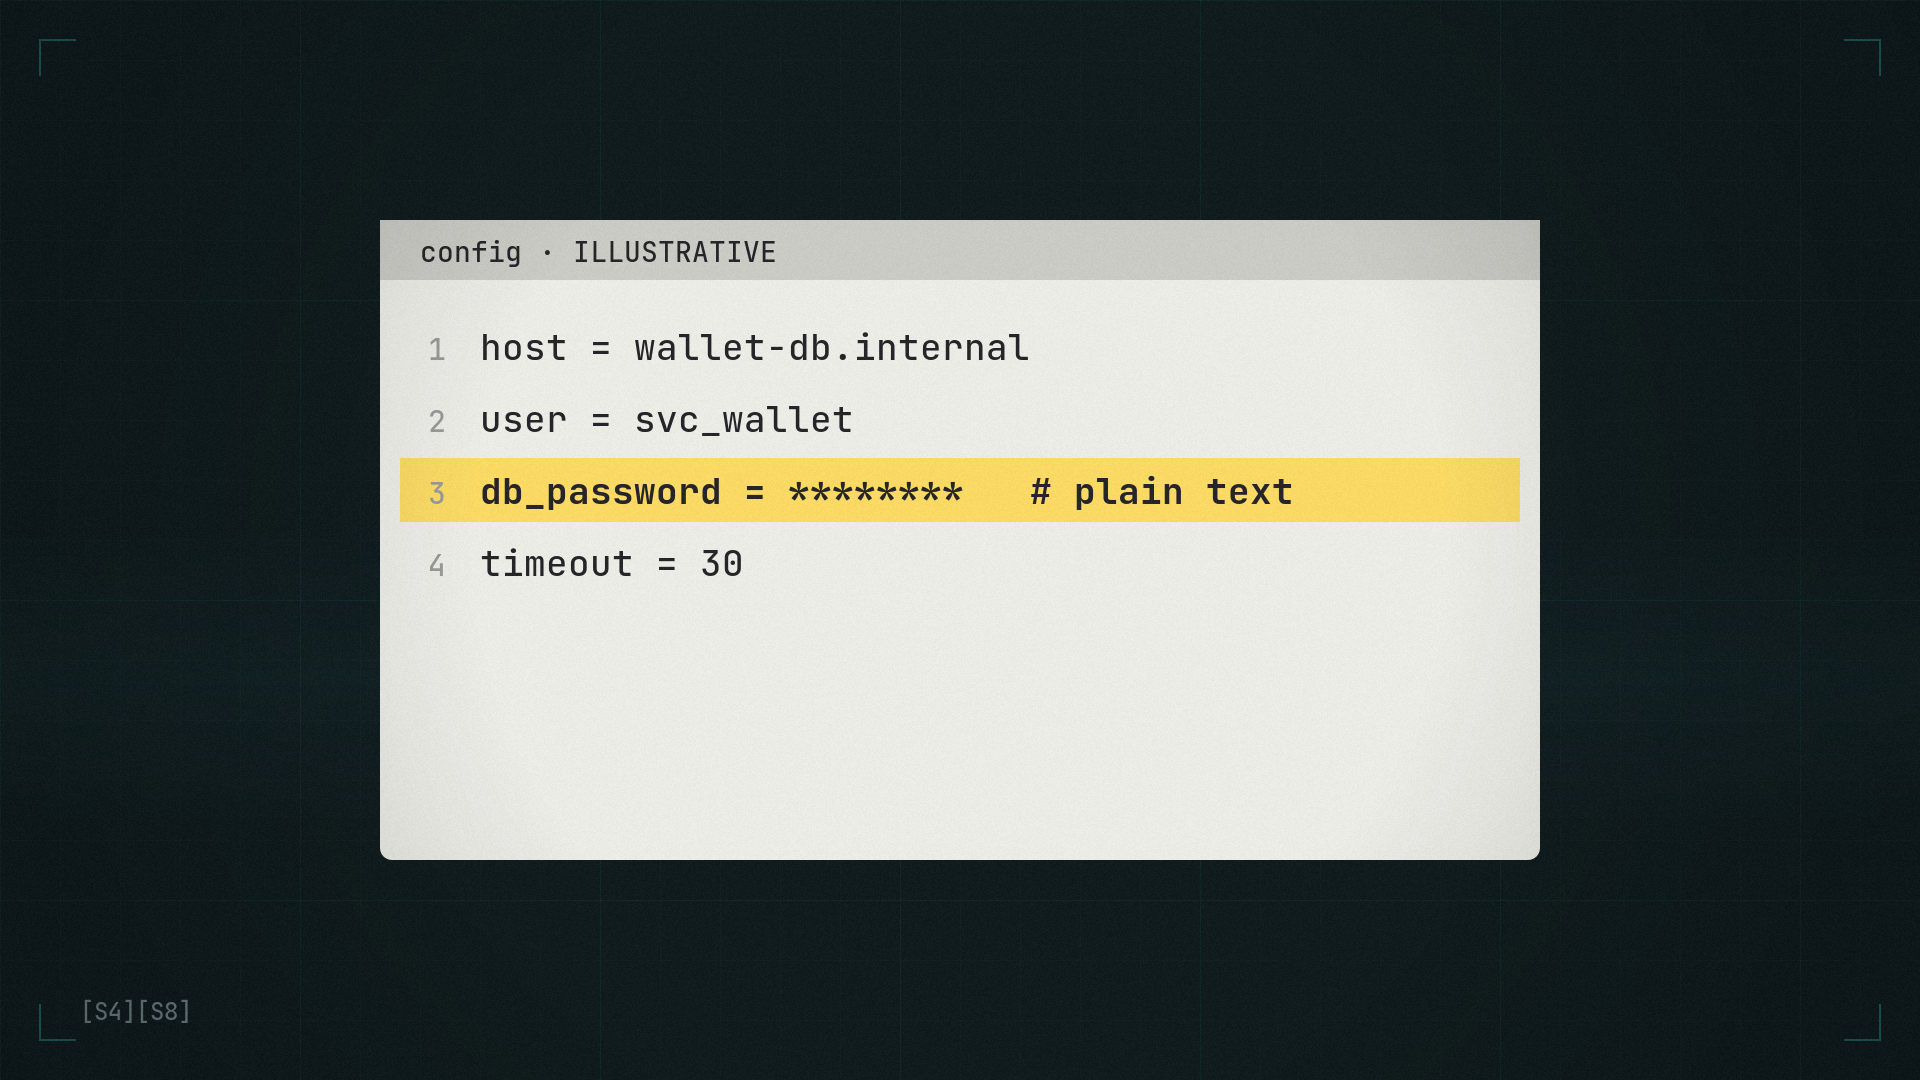 config · ILLUSTRATIVE
1 host = wallet-db.internal
2 user = svc_wallet
3 db_password = ******** # plain text
4 timeout = 30
[S4][S8]